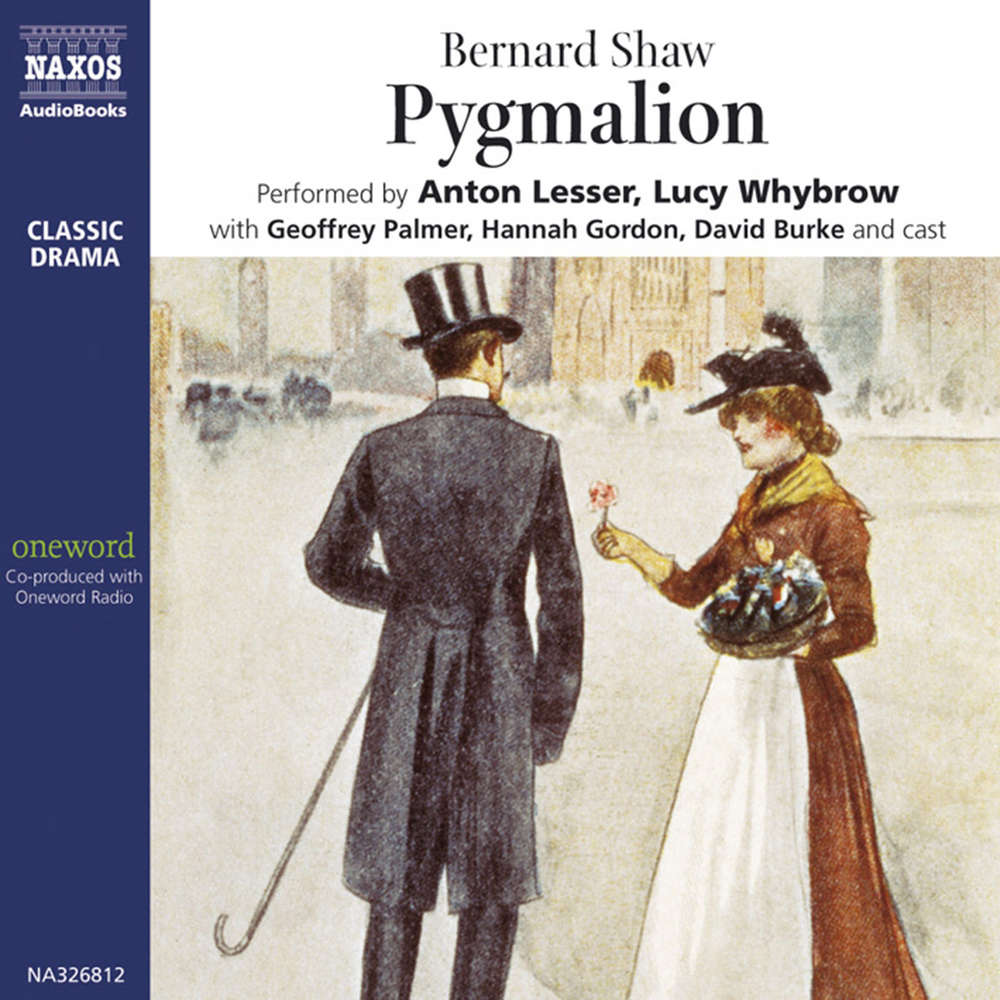 NAXOS
AudioBooks
CLASSIC
DRAMA
oneword
Co-produced with
Oneword Radio
NA326812
Bernard Shaw
Pygmalion
Performed by Anton Lesser, Lucy Whybrow
with Geoffrey Palmer, Hannah Gordon, David Burke and cast